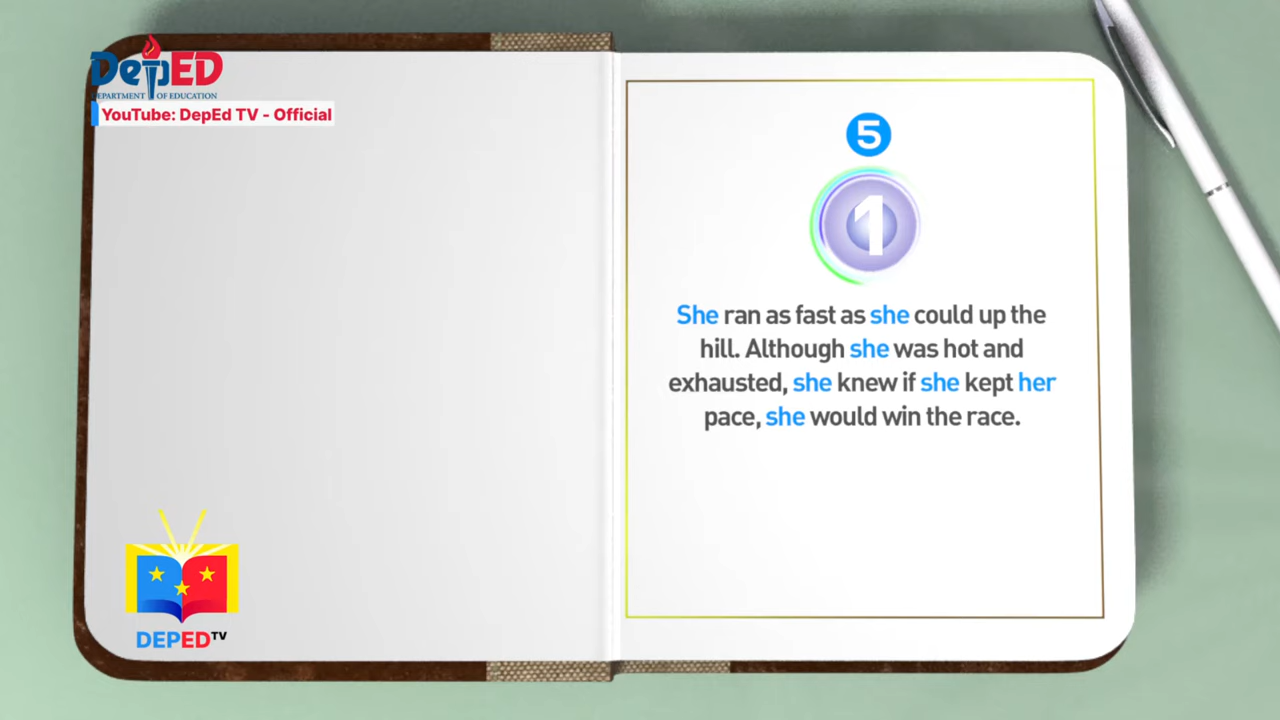 DepED
DEPARTMENT OF EDUCATION
YouTube: DepEd TV - Official
5
1
She ran as fast as she could up the
hill. Although she was hot and
exhausted, she knew if she kept her
pace, she would win the race.
DEPED TV